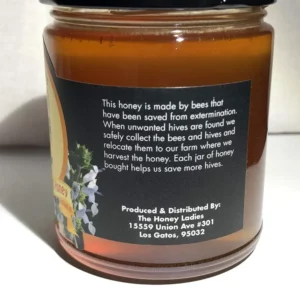 This honey is made by bees that
have been saved from extermination.
When unwanted hives are found we
safely collect the bees and hives and
relocate them to our farm where we
harvest the honey. Each jar of honey
bought helps us save more hives.
Produced & Distributed By:
The Honey Ladies
15559 Union Ave #301
Los Gatos, 95032